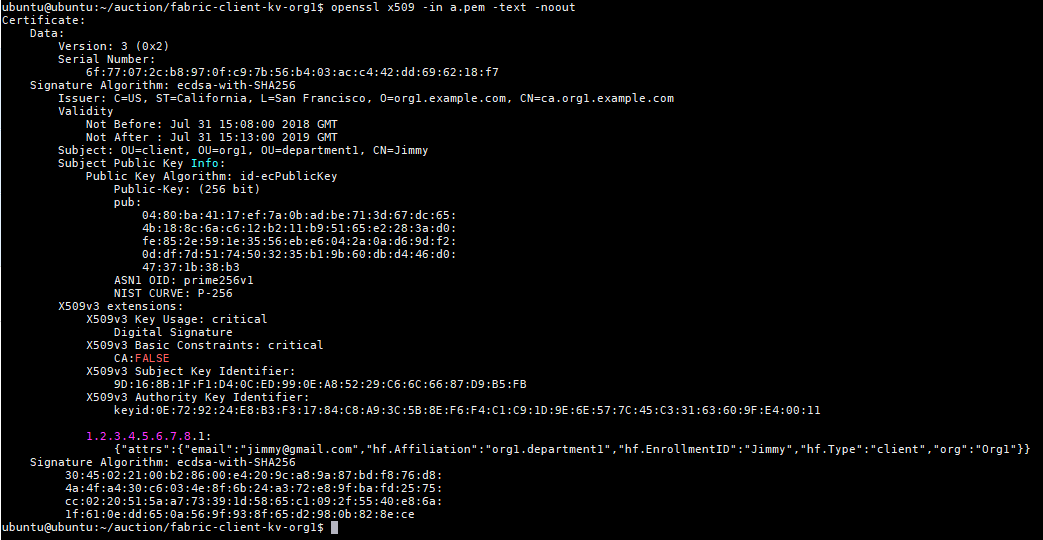 ubuntu@ubuntu:~/auction/fabric-client-kv-org1$ openssl x509 -in a.pem -text -noout
Certificate:
    Data:
        Version: 3 (0x2)
        Serial Number:
            6f:77:07:2c:b8:97:0f:c9:7b:56:b4:03:ac:c4:42:dd:69:62:18:f7
    Signature Algorithm: ecdsa-with-SHA256
        Issuer: C=US, ST=California, L=San Francisco, O=org1.example.com, CN=ca.org1.example.com
        Validity
            Not Before: Jul 31 15:08:00 2018 GMT
            Not After : Jul 31 15:13:00 2019 GMT
        Subject: OU=client, OU=org1, OU=department1, CN=Jimmy
        Subject Public Key Info:
            Public Key Algorithm: id-ecPublicKey
                Public-Key: (256 bit)
                pub:
                    04:80:ba:41:17:ef:7a:0b:ad:be:71:3d:67:dc:65:
                    4b:18:8c:6a:c6:12:b2:11:b9:51:65:e2:28:3a:d0:
                    fe:85:2e:59:1e:35:56:eb:e6:04:2a:0a:d6:9d:f2:
                    0d:df:7d:51:74:50:32:35:b1:9b:60:db:d4:46:d0:
                    47:37:1b:38:b3
                ASN1 OID: prime256v1
                NIST CURVE: P-256
        X509v3 extensions:
            X509v3 Key Usage: critical
                Digital Signature
            X509v3 Basic Constraints: critical
                CA:FALSE
            X509v3 Subject Key Identifier:
                9D:16:8B:1F:F1:D4:0C:ED:99:0E:A8:52:29:C6:6C:66:87:D9:B5:FB
            X509v3 Authority Key Identifier:
                keyid:0E:72:92:24:E8:B3:F3:17:84:C8:A9:3C:5B:8E:F6:F4:C1:C9:1D:9E:6E:57:7C:45:C3:31:63:60:9F:E4:00:11

            1.2.3.4.5.6.7.8.1:
                {"attrs":{"email":"jimmy@gmail.com","hf.Affiliation":"org1.department1","hf.EnrollmentID":"Jimmy","hf.Type":"client","org":"Org1"}}
    Signature Algorithm: ecdsa-with-SHA256
         30:45:02:21:00:b2:86:00:e4:20:9c:a8:9a:87:bd:f8:76:d8:
         4a:4f:a4:30:c6:03:4e:8f:6b:24:a3:72:e8:9f:ba:fd:25:75:
         cc:02:20:51:5a:a7:73:39:1d:58:65:c1:09:2f:55:40:e8:6a:
         1f:61:0e:dd:65:0a:56:9f:93:8f:65:d2:98:0b:82:8e:ce
ubuntu@ubuntu:~/auction/fabric-client-kv-org1$